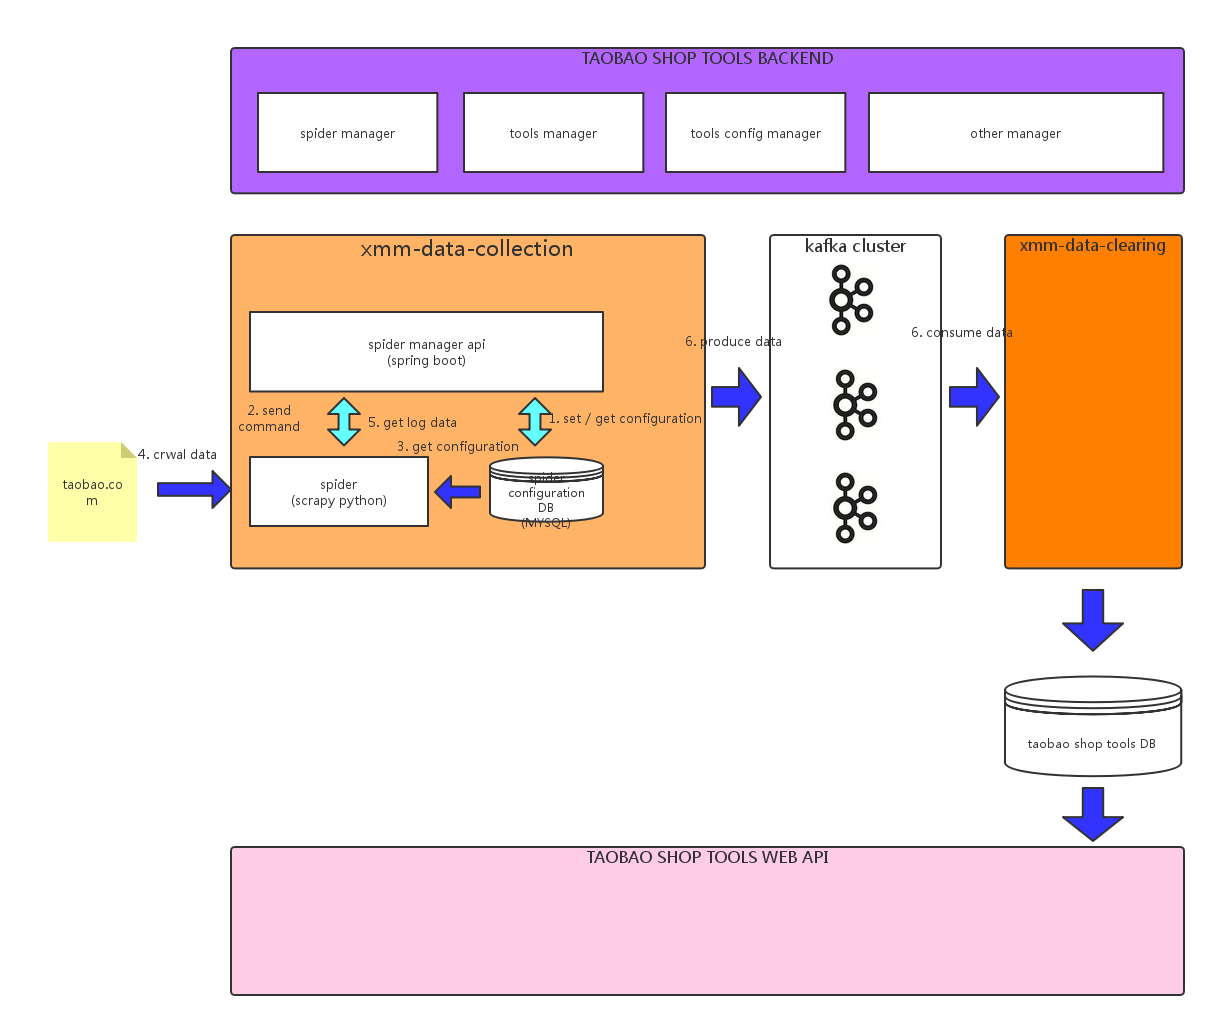 TAOBAO SHOP TOOLS BACKEND
spider manager
tools manager
tools config manager
other manager
xmm-data-collection
kafka cluster
xmm-data-clearing
spider manager api
(spring boot)
6. produce data
6. consume data
2. send
command
5. get log data
1. set / get configuration
3. get configuration
4. crwal data
taobao.co
m
spider
(scrapy python)
spider
configuration
DB
(MYSQL)
taobao shop tools DB
TAOBAO SHOP TOOLS WEB API